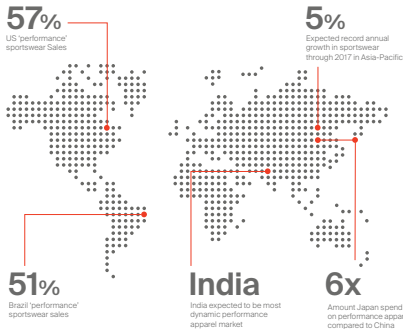 57%
US 'performance'
sportswear Sales
5%
Expected record annual
growth in sportswear
through 2017 in Asia-Pacific
51%
Brazil 'performance'
sportswear sales
India
India expected to be most
dynamic performance
apparel market
6x
Amount Japan spend
on performance
compared to China